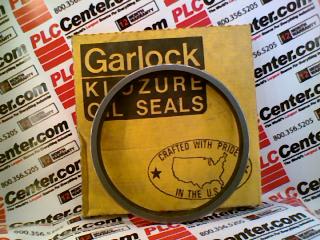 Garlock
KLOZURE
OIL SEALS
CRAFTED WITH PRIDE
IN THE U.S.A.
PLCCenter.com
800.356.5205